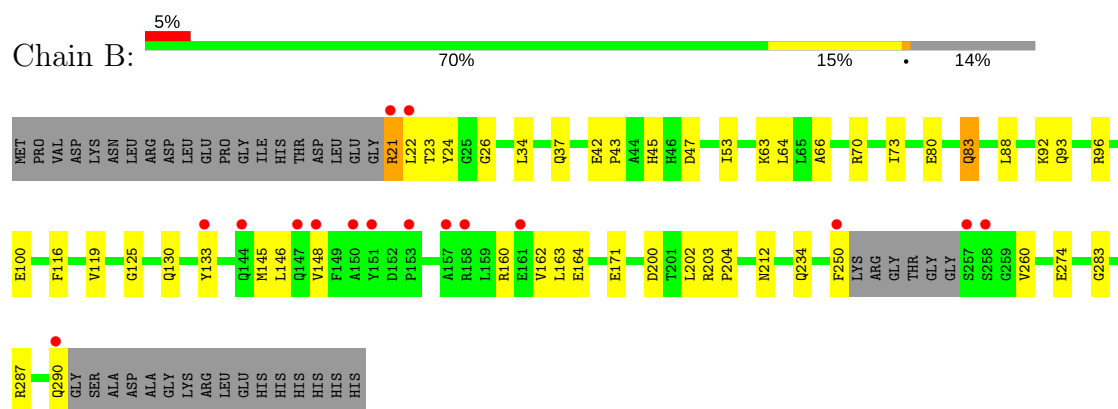 5%
Chain B:
70% 15% • 14%
MET PRO VAL ASP LYS ASN LEU ARG ASP LEU GLU PRO GLY ILE HIS THR ASP LEU GLU GLY R21 L22 T23 Y24 G25 G26 L34 Q37 E42 P43 A44 H45 H46 D47 I53 K63 L64 L65 A66 R70 I73 E80 Q83 L88 K92 Q93 R96
E100 F116 V119 G125 Q130 Y133 Q144 M145 L146 Q147 V148 F149 A150 Y151 D152 P153 A157 R158 L159 R160 E161 V162 L163 E164 E171 D200 T201 L202 R203 P204 N212 Q234 F250 LYS ARG GLY THR GLY GLY S257 S258 G259 V260 E274 G283
R287 Q290 GLY SER ALA ASP ALA GLY LYS ARG LEU GLU HIS HIS HIS HIS HIS HIS